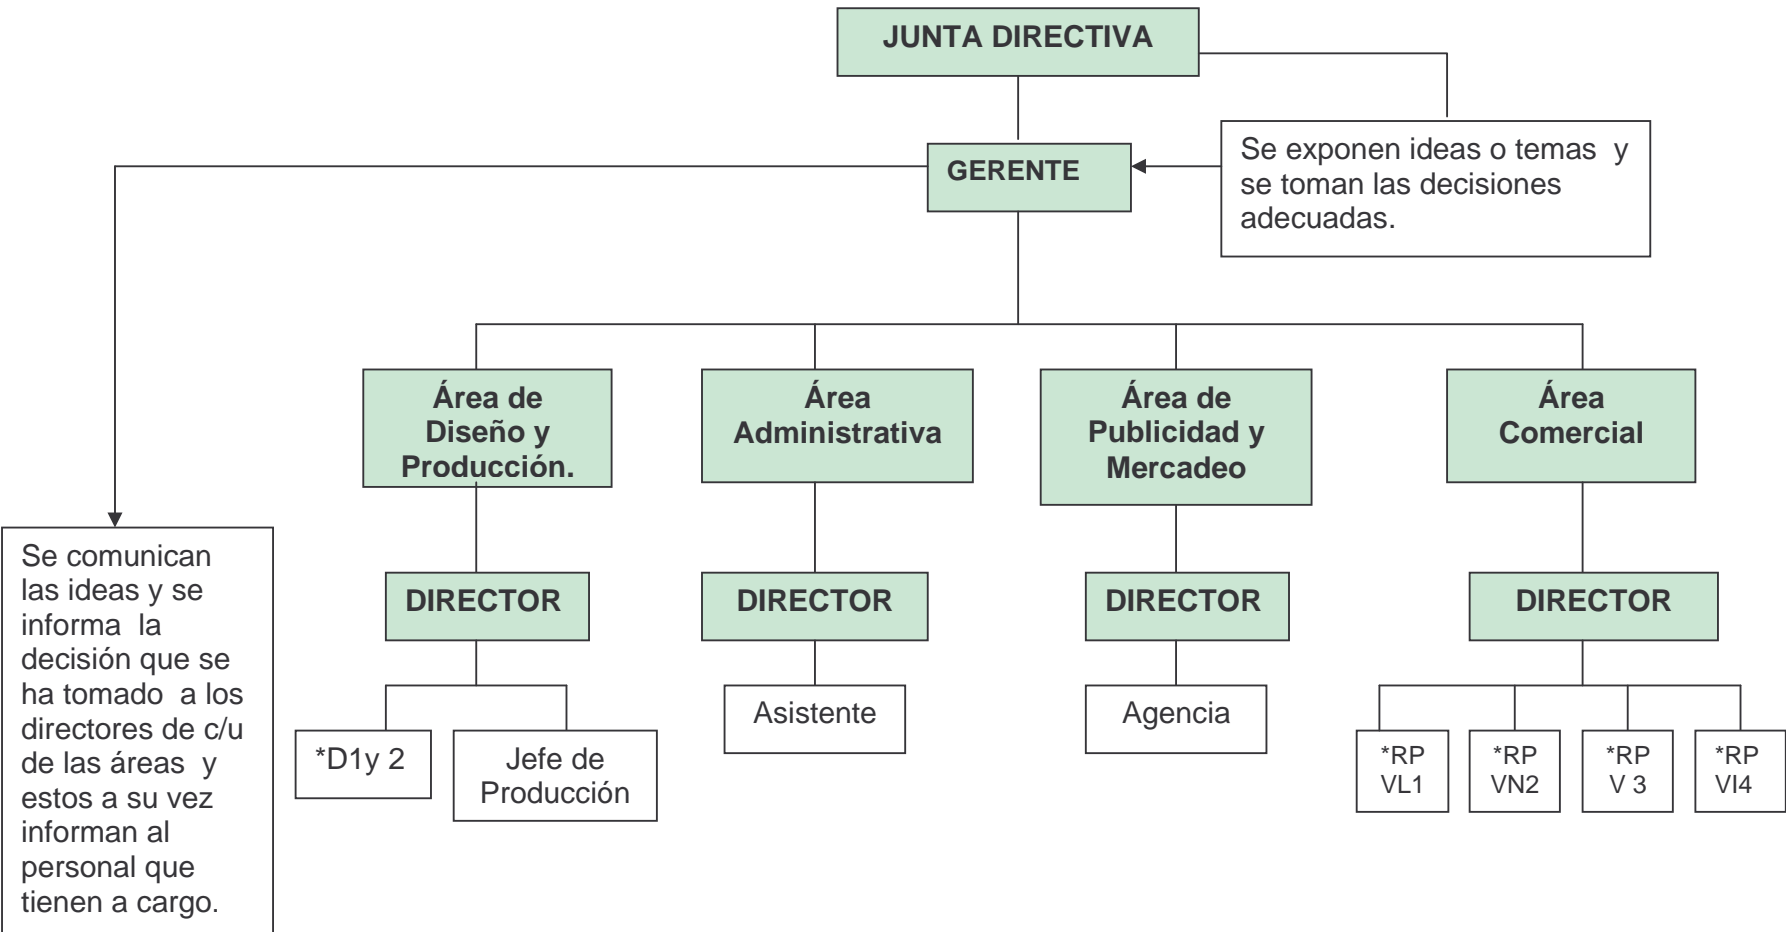 JUNTA DIRECTIVA
Se exponen ideas o temas y
se toman las decisiones
adecuadas.
GERENTE
Área de
Diseño y
Producción.
Área
Administrativa
Área de
Publicidad y
Mercadeo
Área
Comercial
Se comunican
las ideas y se
informa la
decisión que se
ha tomado a los
directores de c/u
de las áreas y
estos a su vez
informan al
personal que
tienen a cargo.
DIRECTOR
DIRECTOR
DIRECTOR
DIRECTOR
*D1y 2
Jefe de
Producción
Asistente
Agencia
*RP
VL1
*RP
VN2
*RP
V 3
*RP
VI4